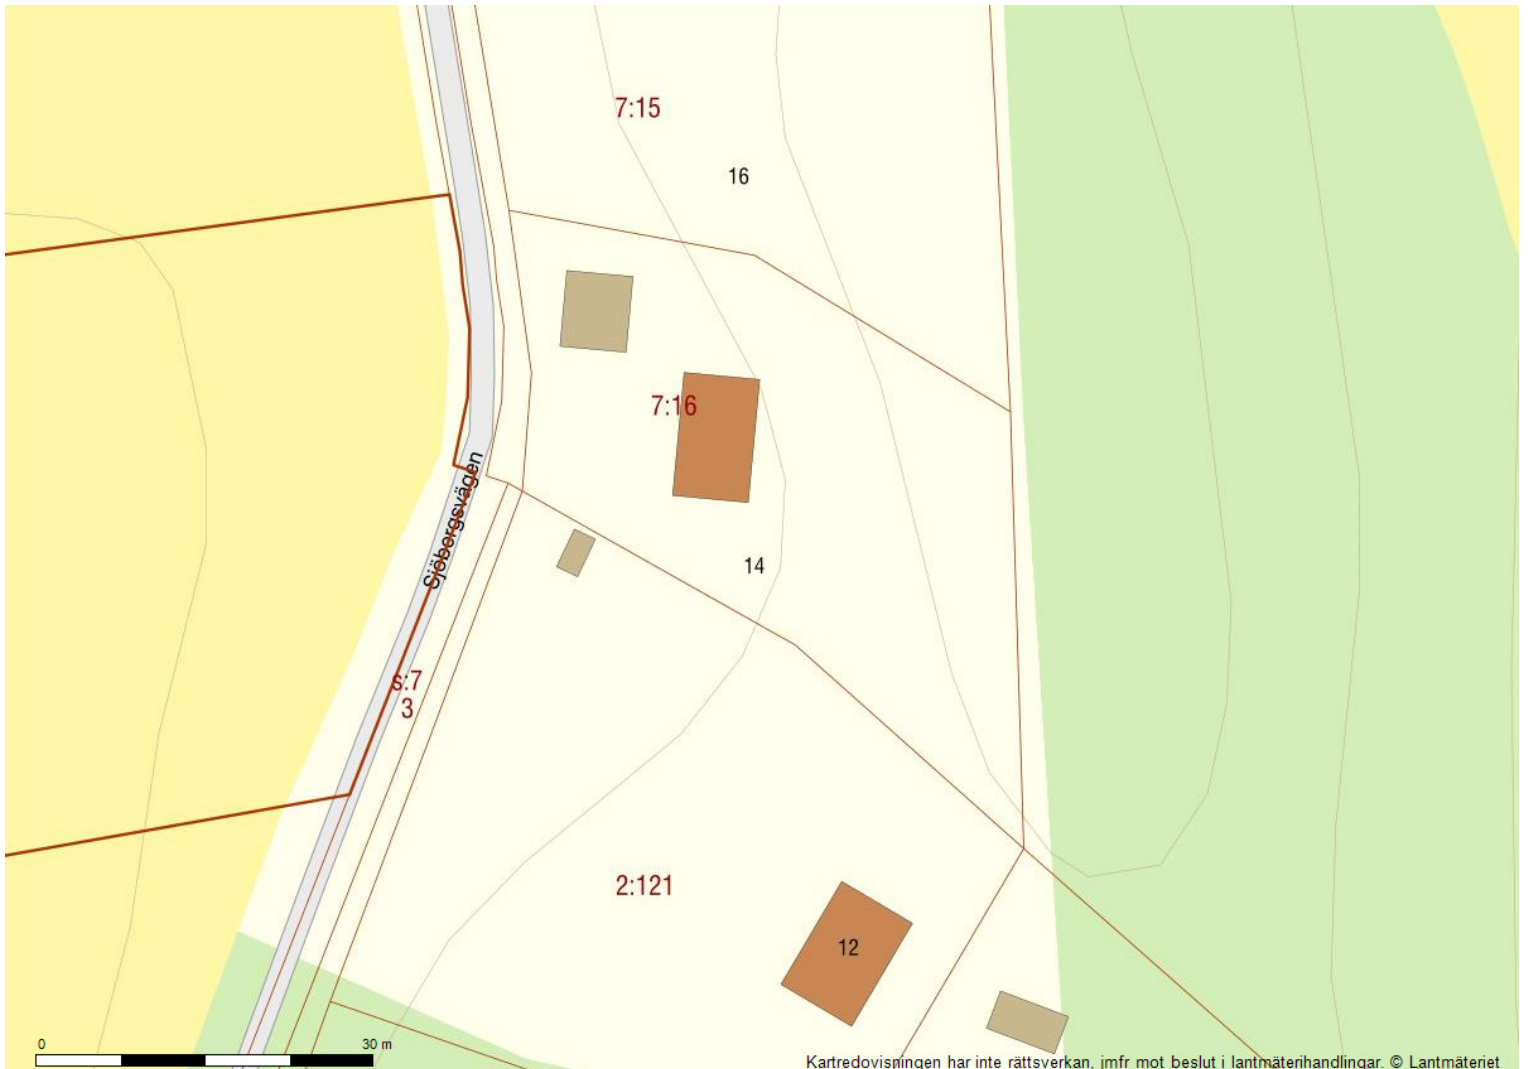 7:15
16
7:16
Sjöbergsvägen
14
s:7
3
2:121
12
0 30 m
Kartredovisningen har inte rättsverkan, jmfr mot beslut i lantmäterihandlingar. © Lantmäteriet